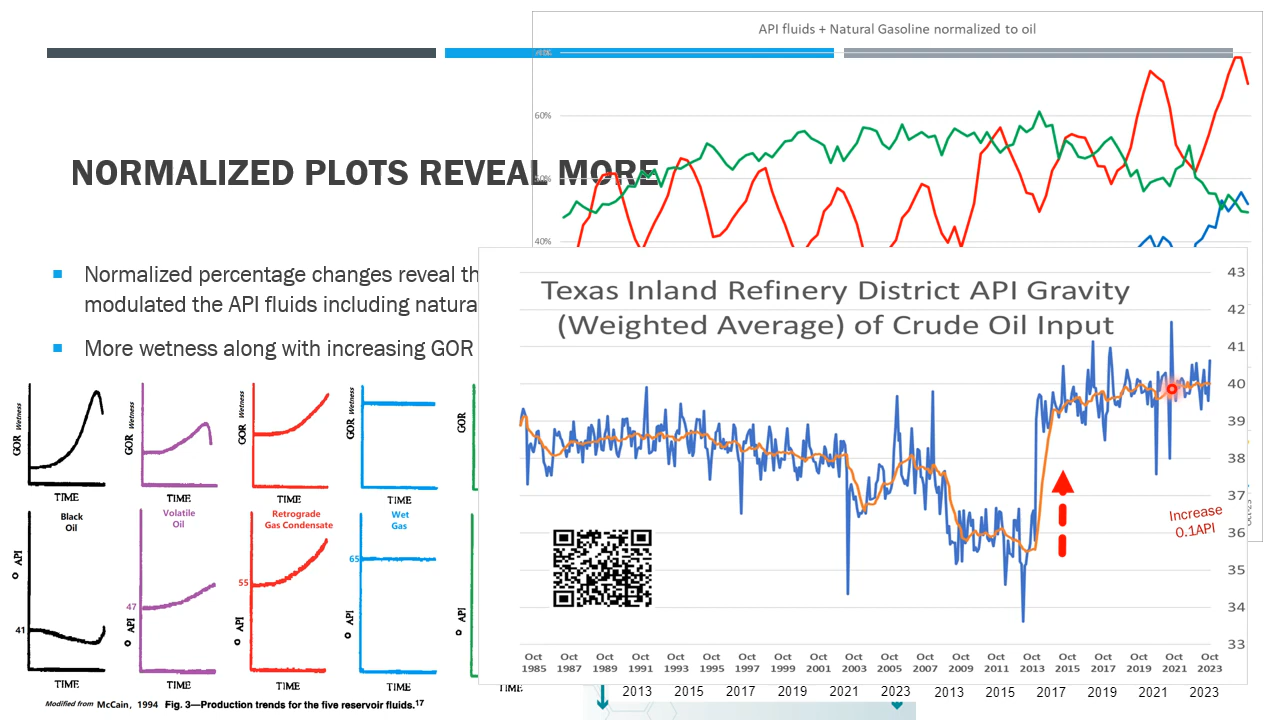 API fluids + Natural Gasoline normalized to oil
60%
50%
40%
NORMALIZED PLOTS REVEAL MORE
Normalized percentage changes reveal th
modulated the API fluids including natura
More wetness along with increasing GOR
Texas Inland Refinery District API Gravity
(Weighted Average) of Crude Oil Input
43
42
41
40
39
38
37
36
35
34
33
Increase
0.1API
Oct 1985 Oct 1987 Oct 1989 Oct 1991 Oct 1993 Oct 1995 Oct 1997 Oct 1999 Oct 2001 Oct 2003 Oct 2005 Oct 2007 Oct 2009 Oct 2011 Oct 2013 Oct 2015 Oct 2017 Oct 2019 Oct 2021 Oct 2023
GOR Wetness
GOR Wetness
GOR Wetness
GOR Wetness
GOR
TIME TIME TIME TIME
Black Oil
Volatile Oil
Retrograde Gas Condensate
Wet Gas
41
47
55
65
° API
° API
° API
° API
° API
TIME TIME TIME TIME TIME
2013 2015 2017 2019 2021 2023
2013 2015 2017 2019 2021 2023
Modified from McCain, 1994 Fig. 3—Production trends for the five reservoir fluids.17